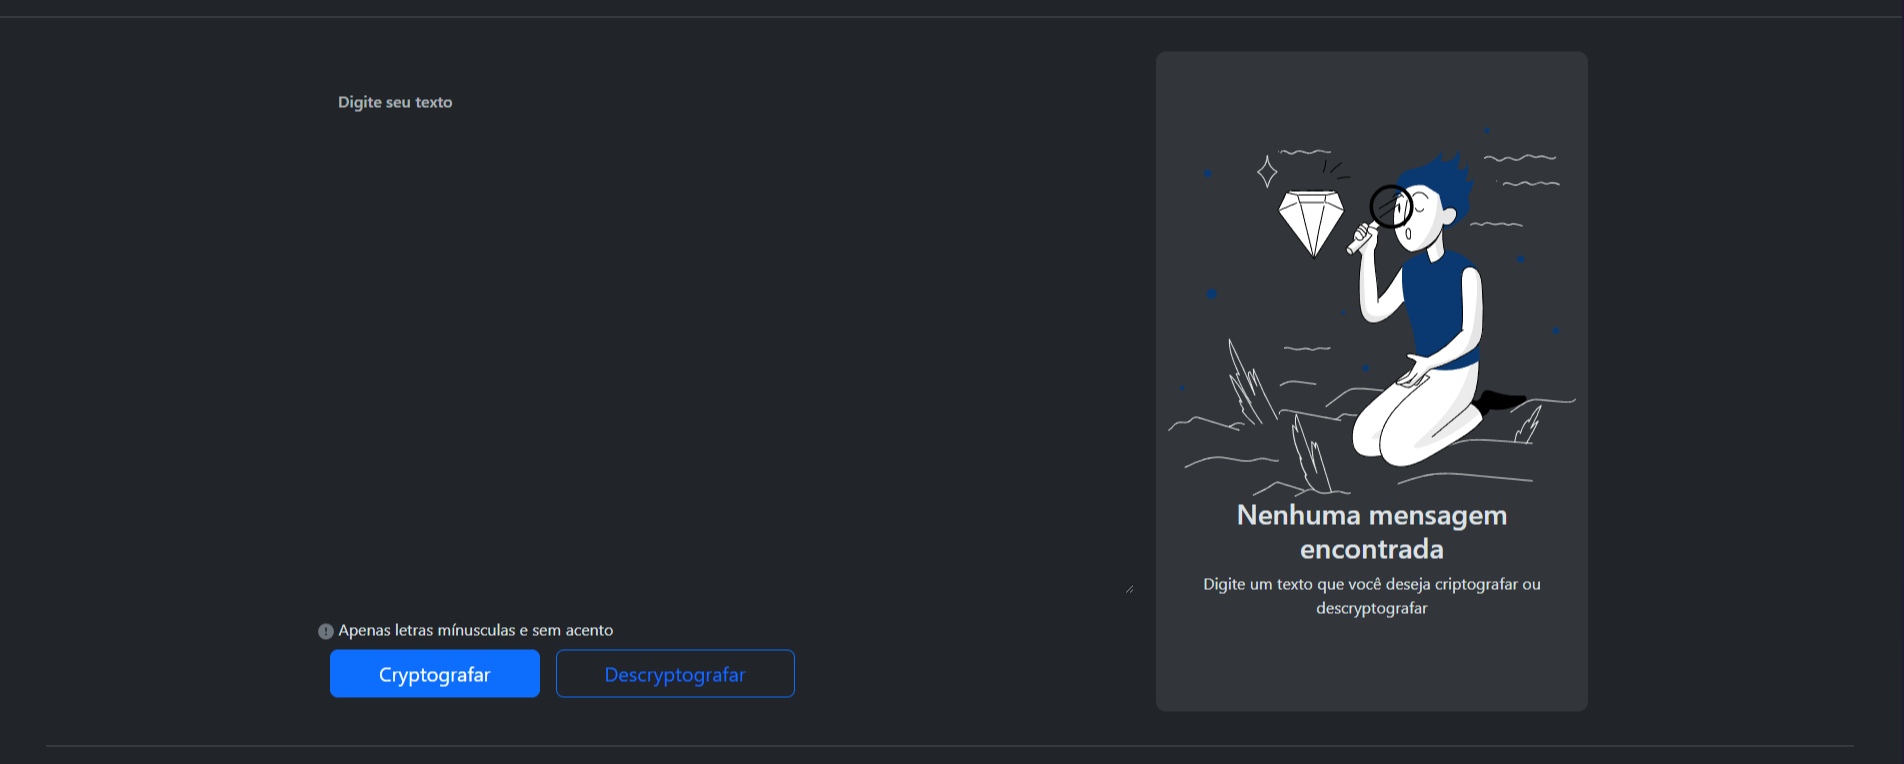 Digite seu texto
Apenas letras mínusculas e sem acento
Cryptografar
Descryptografar
Nenhuma mensagem
encontrada
Digite um texto que você deseja criptografar ou
descryptografar